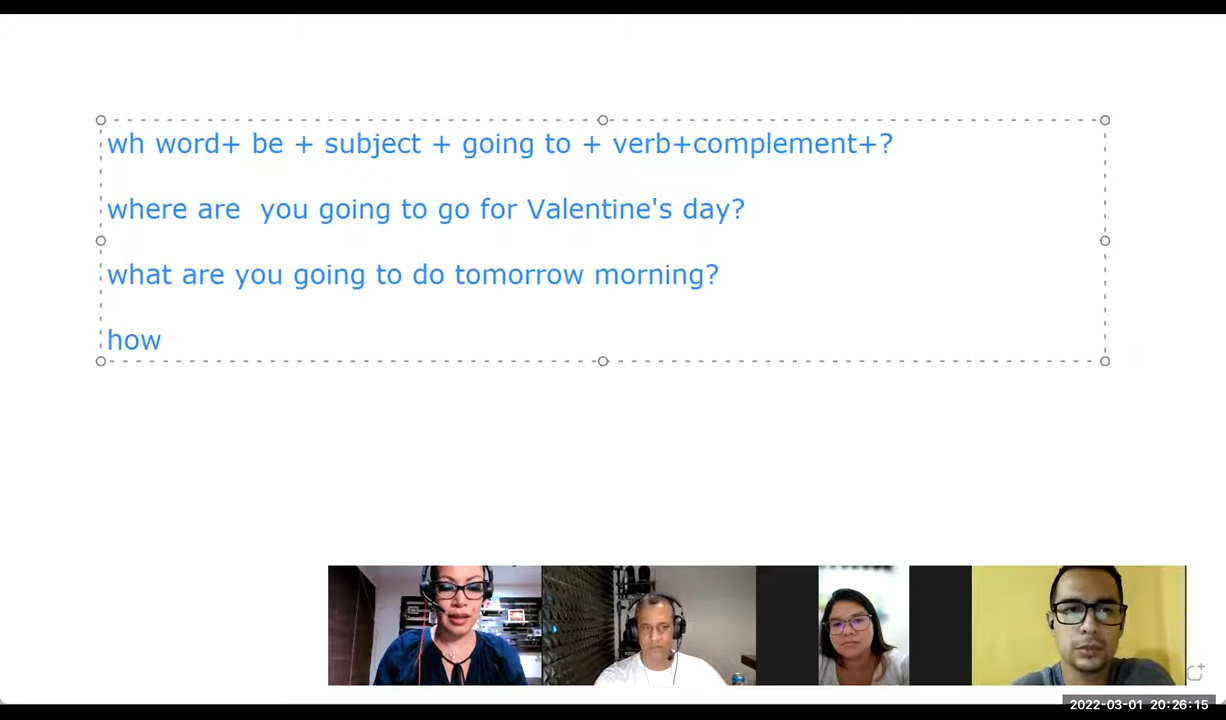 wh word+ be + subject + going to + verb+complement+?
where are  you going to go for Valentine's day?
what are you going to do tomorrow morning?
how
2022-03-01 20:26:15